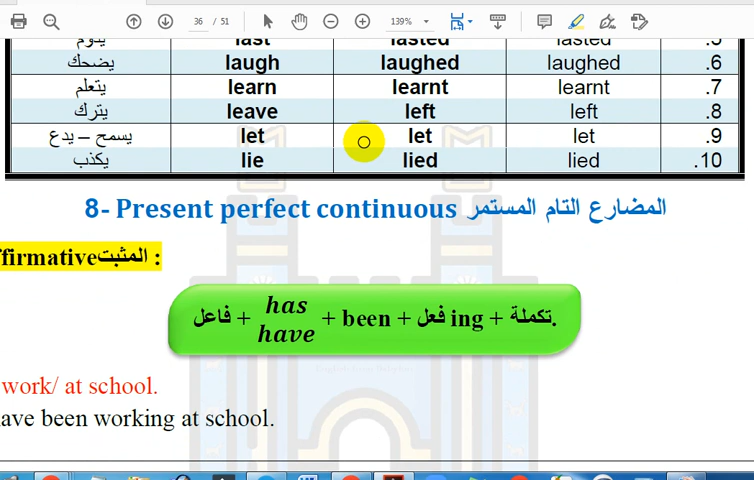 36 / 51
139%
يدوم last lasted lasted .5
يضحك laugh laughed laughed .6
يتعلم learn learnt learnt .7
يترك leave left left .8
يسمح – يدع let let let .9
يكذب lie lied lied .10
8- Present perfect continuous المضارع التام المستمر
ffirmative المثبت :
فاعل + has have + been + فعل ing + تكملة.
work/ at school.
ave been working at school.